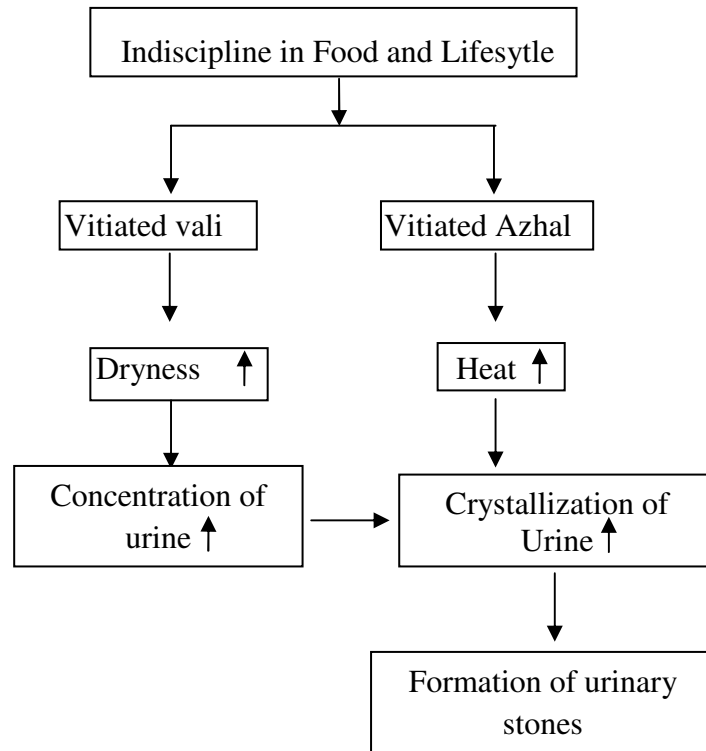 Indiscipline in Food and Lifesytle
Vitiated vali
Vitiated Azhal
Dryness
Heat
Concentration of
urine
Crystallization of
Urine
Formation of urinary
stones